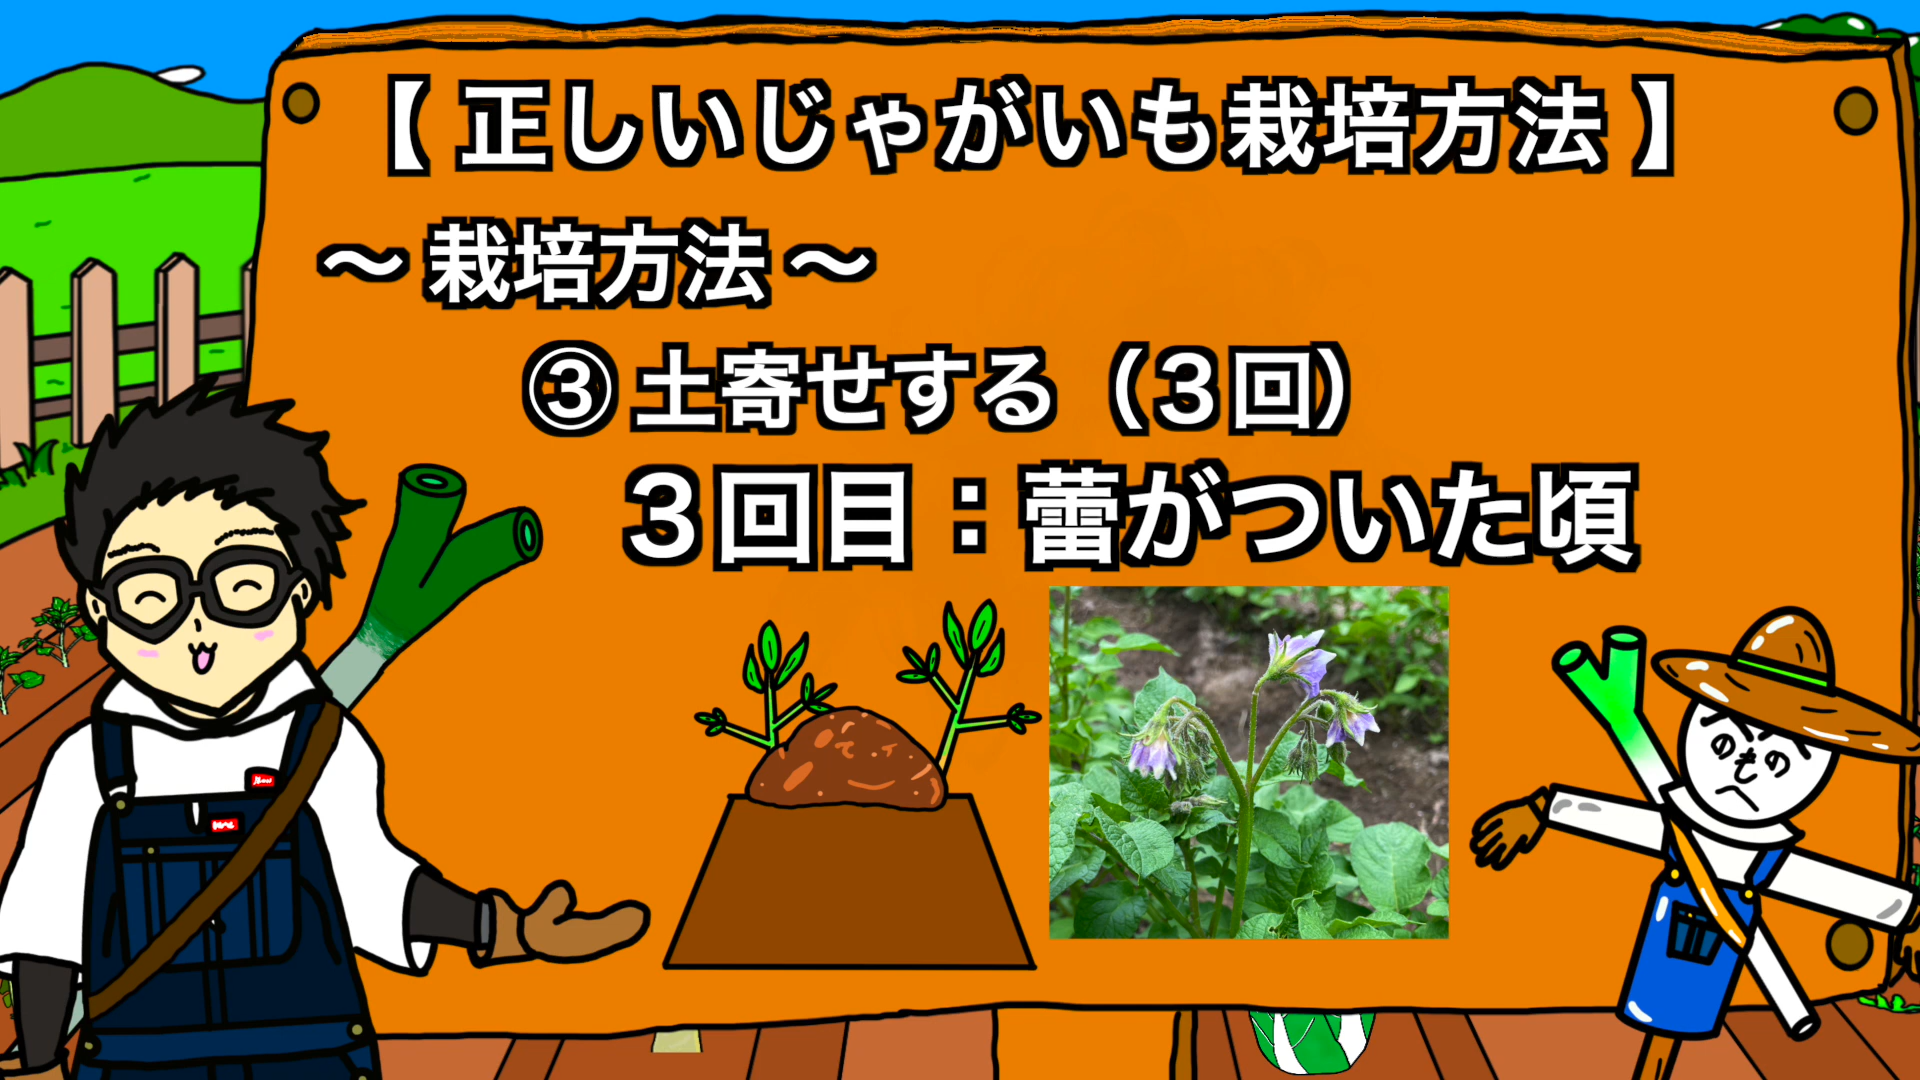 【 正しいじゃがいも栽培方法 】
～ 栽培方法 ～
③ 土寄せする（３回）
３回目：蕾がついた頃